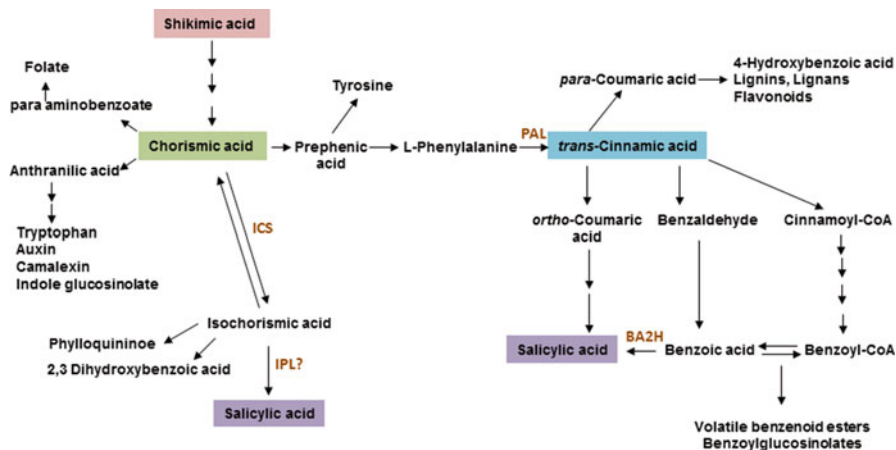 Shikimic acid
Folate
para aminobenzoate
Chorismic acid
Anthranilic acid
Tryptophan
Auxin
Camalexin
Indole glucosinolate
Tyrosine
Prephenic
acid
L-Phenylalanine
PAL
trans-Cinnamic acid
para-Coumaric acid
4-Hydroxybenzoic acid
Lignins, Lignans
Flavonoids
ICS
Isochorismic acid
Phylloquininoe
2,3 Dihydroxybenzoic acid
IPL?
Salicylic acid
ortho-Coumaric
acid
Benzaldehyde
Cinnamoyl-CoA
Salicylic acid
BA2H
Benzoic acid
Benzoyl-CoA
Volatile benzenoid esters
Benzoylglucosinolates